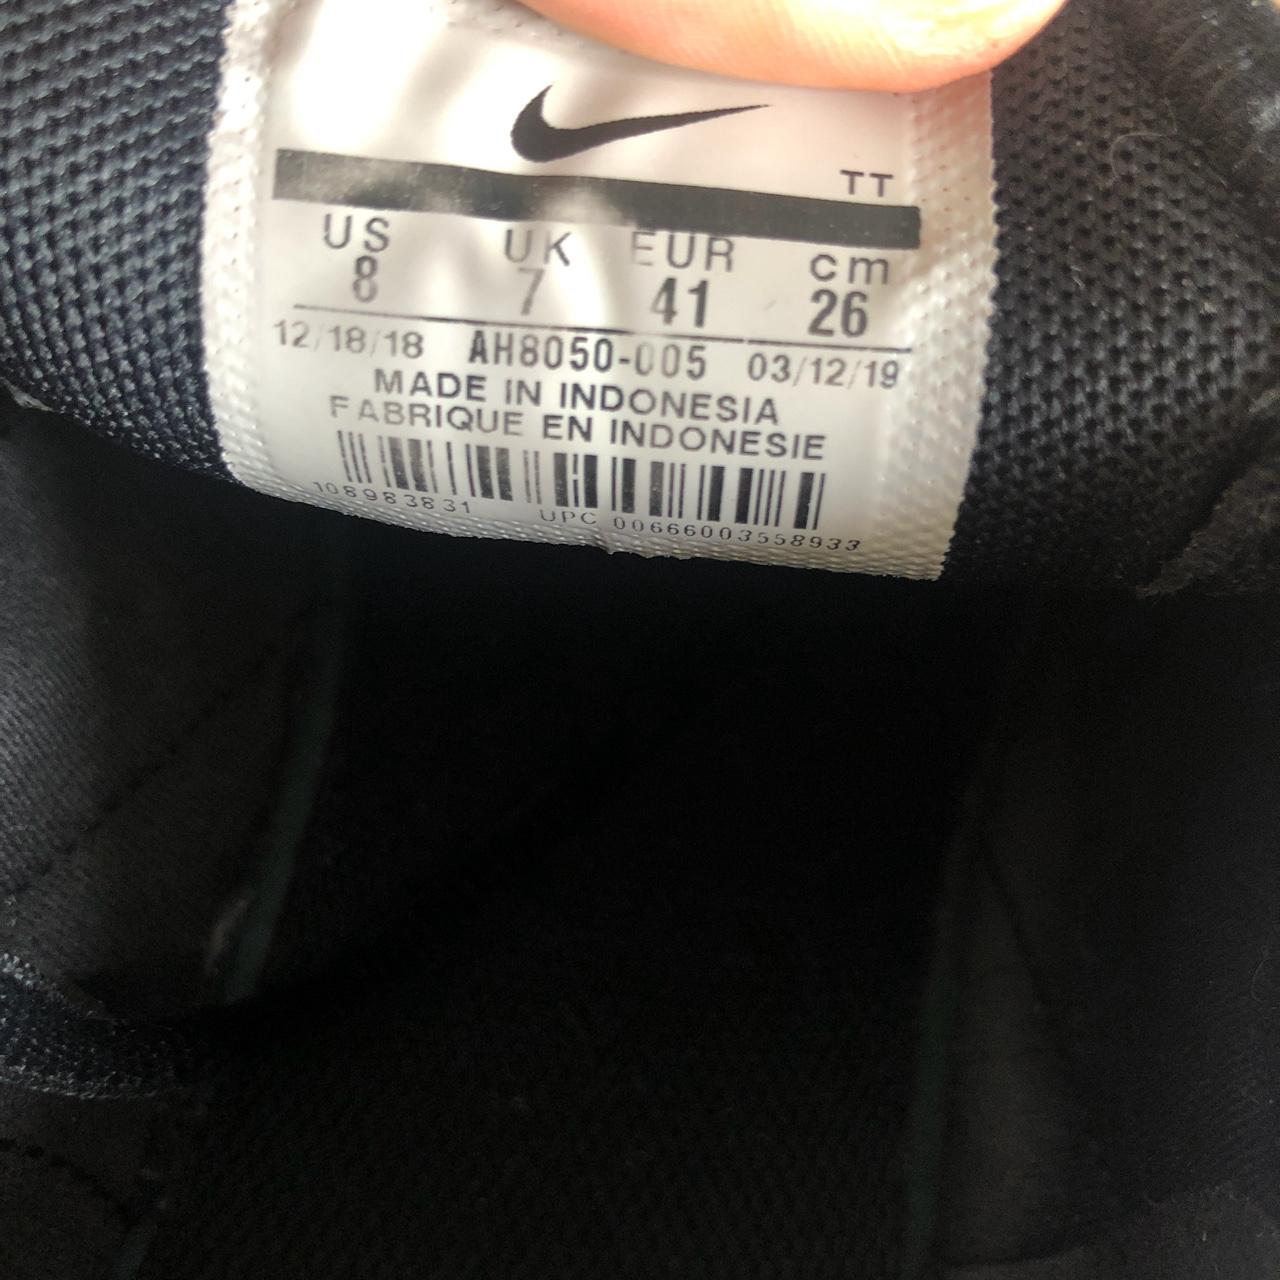 TT
US UK EUR cm
8 7 41 26
12/18/18 AH8050-005 03/12/19
MADE IN INDONESIA
FABRIQUE EN INDONESIE
108983831 UPC 00666003558933